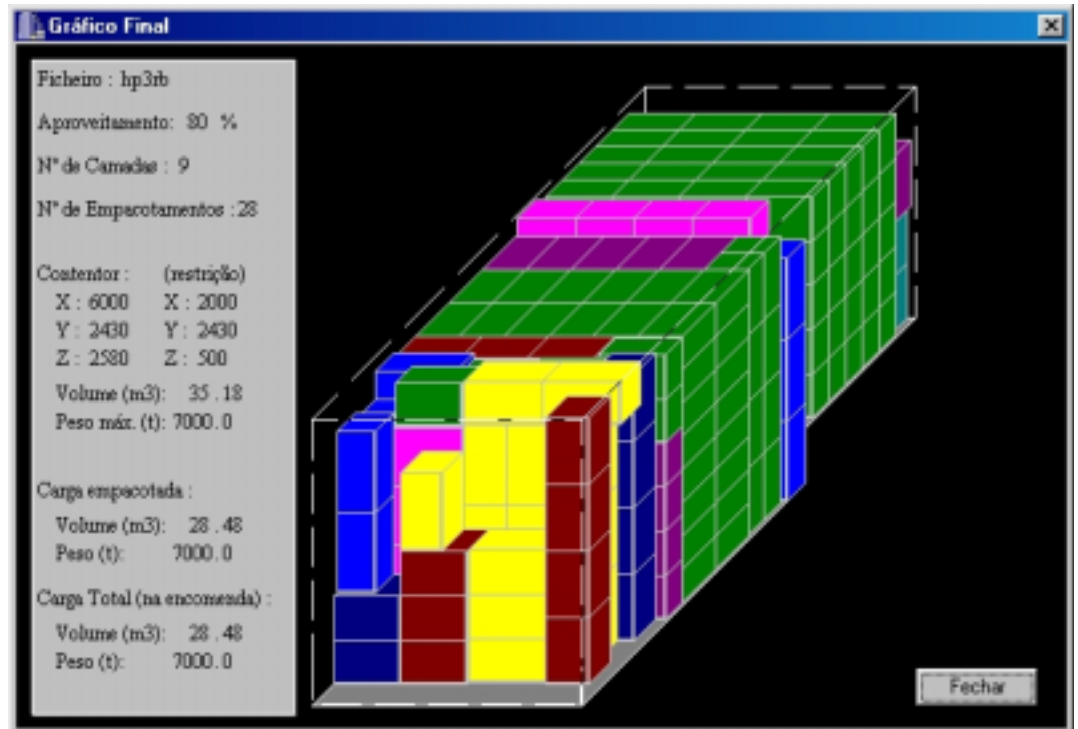 Gráfico Final
Ficheiro : hp3rb
Aproveitamento: 80 %
Nº de Camadas : 9
Nº de Empacotamentos : 28
Contentor : (restrição)
X : 6000 X : 2000
Y : 2430 Y : 2430
Z : 2580 Z : 500
Volume (m3): 35 . 18
Peso máx. (t): 7000.0
Carga empacotada :
Volume (m3): 28 . 48
Peso (t): 7000.0
Carga Total (na encomenda) :
Volume (m3): 28 . 48
Peso (t): 7000.0
Fechar